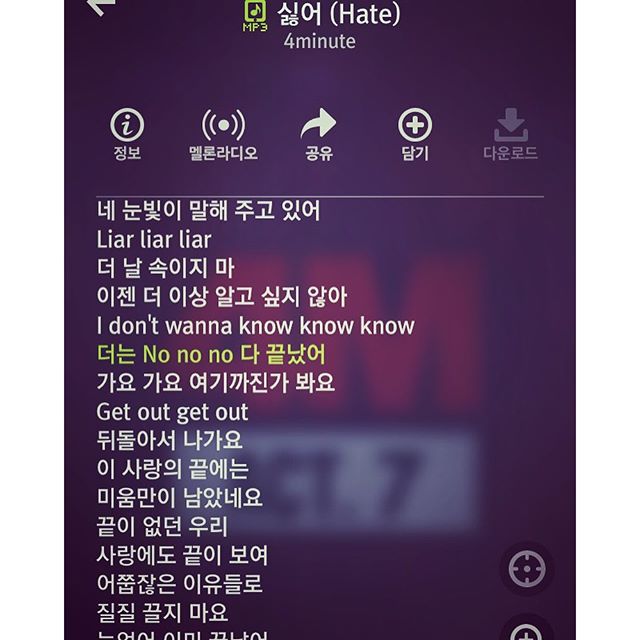 MP3
싫어 (Hate)
4minute
정보 멜론라디오 공유 담기 다운로드
네 눈빛이 말해 주고 있어
Liar liar liar
더 날 속이지 마
이젠 더 이상 알고 싶지 않아
I don't wanna know know know
더는 No no no 다 끝났어
가요 가요 여기까진가 봐요
Get out get out
뒤돌아서 나가요
이 사랑의 끝에는
미움만이 남았네요
끝이 없던 우리
사랑에도 끝이 보여
어쭙잖은 이유들로
질질 끌지 마요
CT. 7